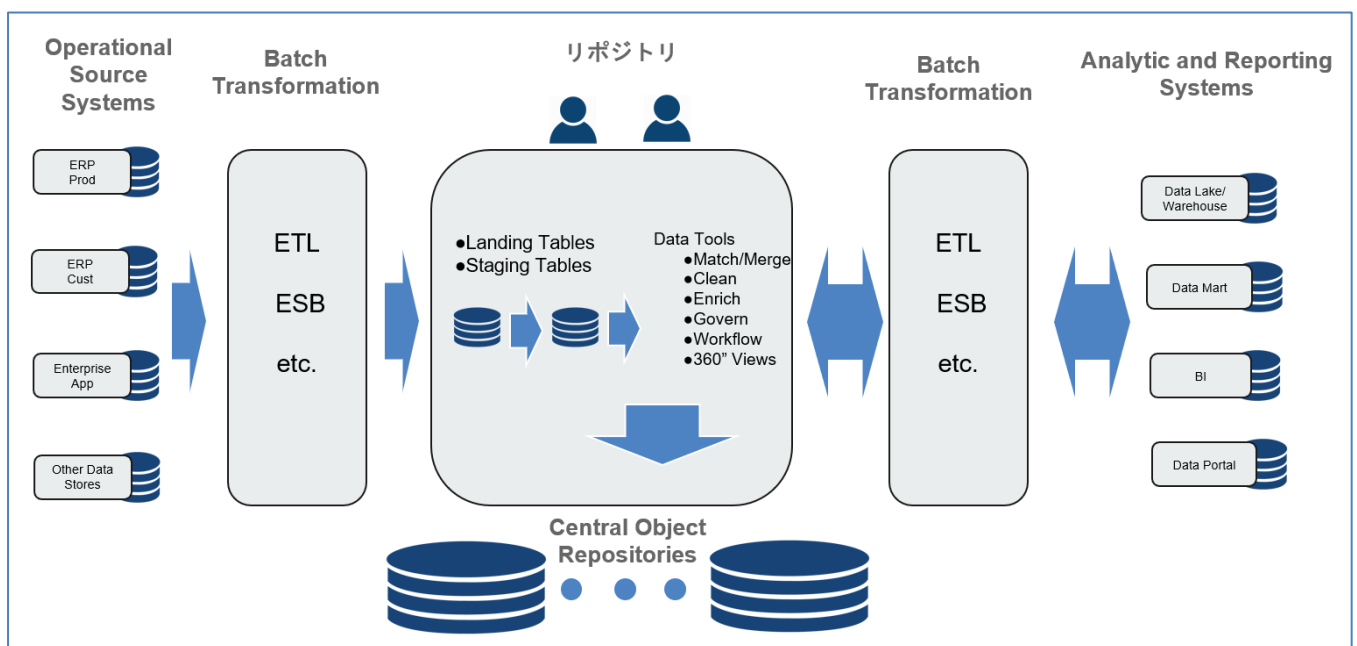 Operational
Source
Systems
ERP
Prod
ERP
Cust
Enterprise
App
Other Data
Stores
Batch
Transformation
ETL
ESB
etc.
リポジトリ
●Landing Tables
●Staging Tables
Data Tools
●Match/Merge
●Clean
●Enrich
●Govern
●Workflow
●360” Views
Central Object
Repositories
Batch
Transformation
ETL
ESB
etc.
Analytic and Reporting
Systems
Data Lake/
Warehouse
Data Mart
BI
Data Portal